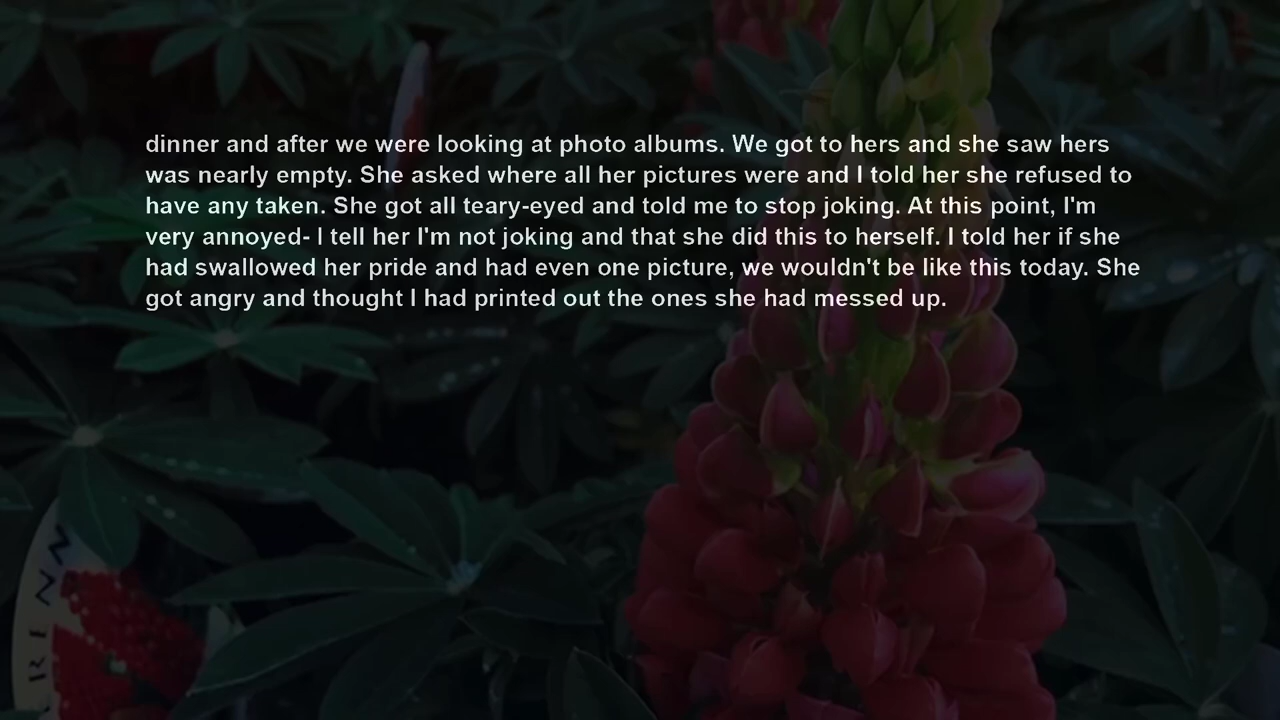 dinner and after we were looking at photo albums. We got to hers and she saw hers
was nearly empty. She asked where all her pictures were and I told her she refused to
have any taken. She got all teary-eyed and told me to stop joking. At this point, I'm
very annoyed- I tell her I'm not joking and that she did this to herself. I told her if she
had swallowed her pride and had even one picture, we wouldn't be like this today. She
got angry and thought I had printed out the ones she had messed up.